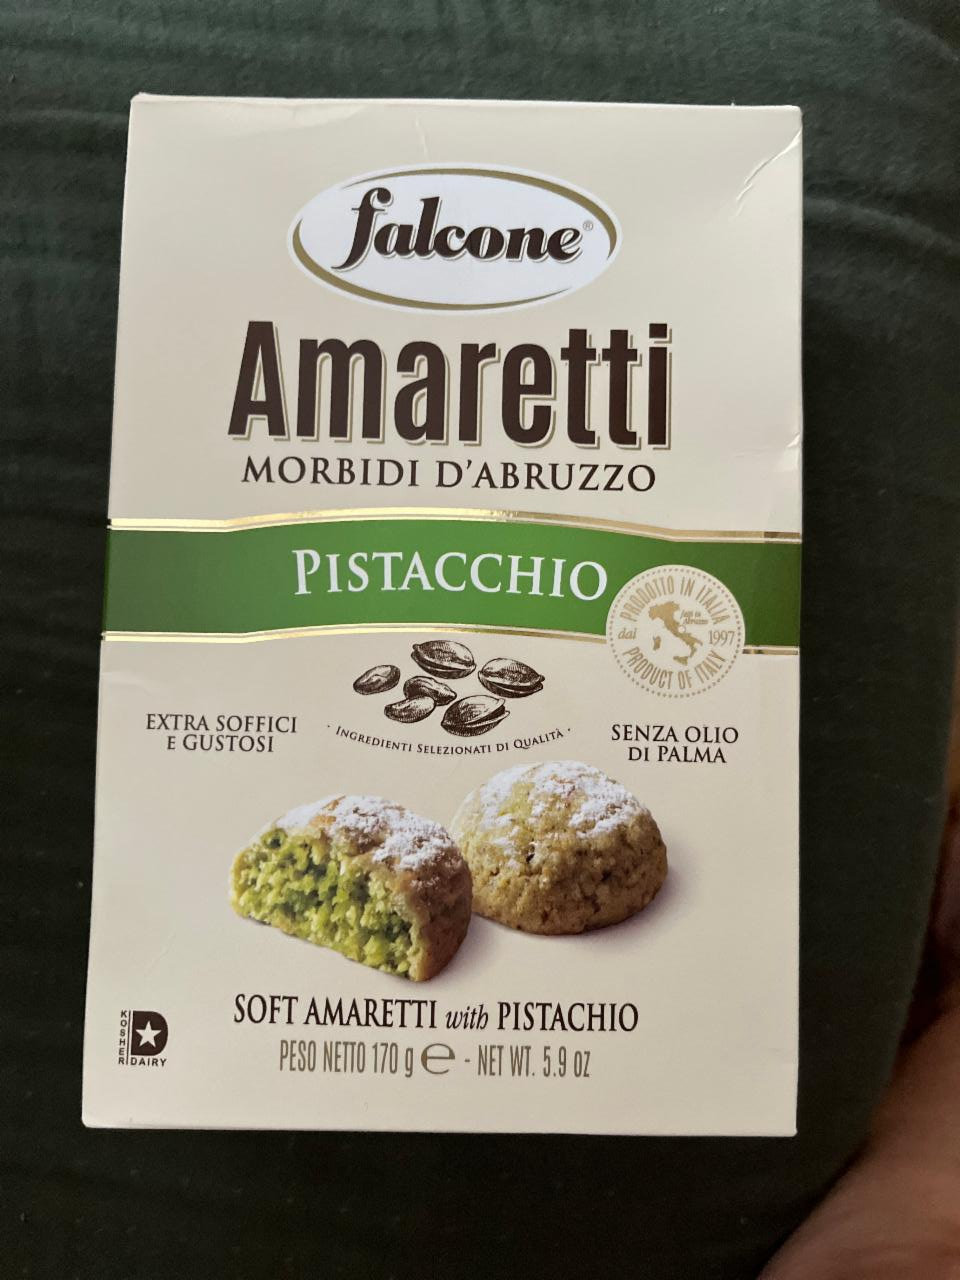 falcone®
Amaretti
MORBIDI D'ABRUZZO
PISTACCHIO
PRODOTTO IN ITALIA
dal 1997
PRODUCT OF ITALY
EXTRA SOFFICI
E GUSTOSI
· INGREDIENTI SELEZIONATI DI QUALITÀ ·
SENZA OLIO
DI PALMA
SOFT AMARETTI with PISTACHIO
KOSHER D DAIRY
PESO NETTO 170 g ℮ - NET WT. 5.9 OZ